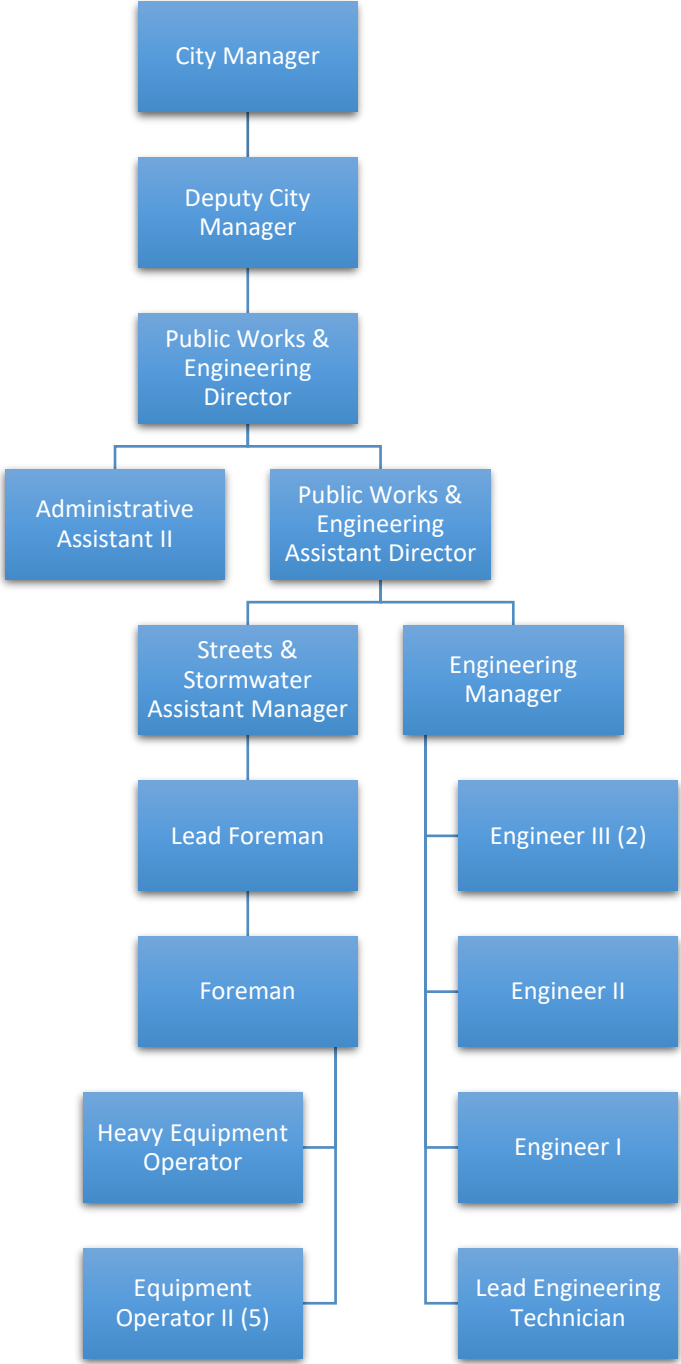 City Manager
Deputy City
Manager
Public Works &
Engineering
Director
Administrative
Assistant II
Public Works &
Engineering
Assistant Director
Streets &
Stormwater
Assistant Manager
Lead Foreman
Foreman
Heavy Equipment
Operator
Equipment
Operator II (5)
Engineering
Manager
Engineer III (2)
Engineer II
Engineer I
Lead Engineering
Technician